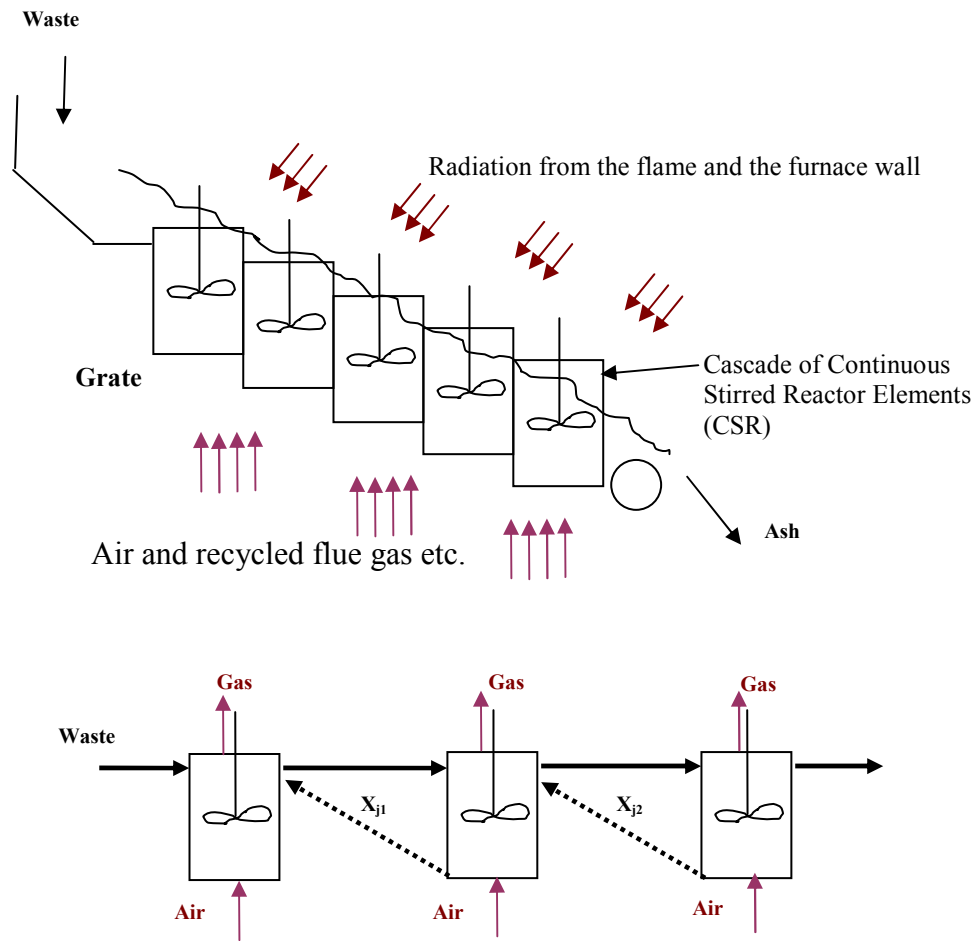 Waste
Radiation from the flame and the furnace wall
Cascade of Continuous
Stirred Reactor Elements
(CSR)
Grate
Ash
Air and recycled flue gas etc.
Gas
Gas
Gas
Waste
Xj1
Xj2
Air
Air
Air